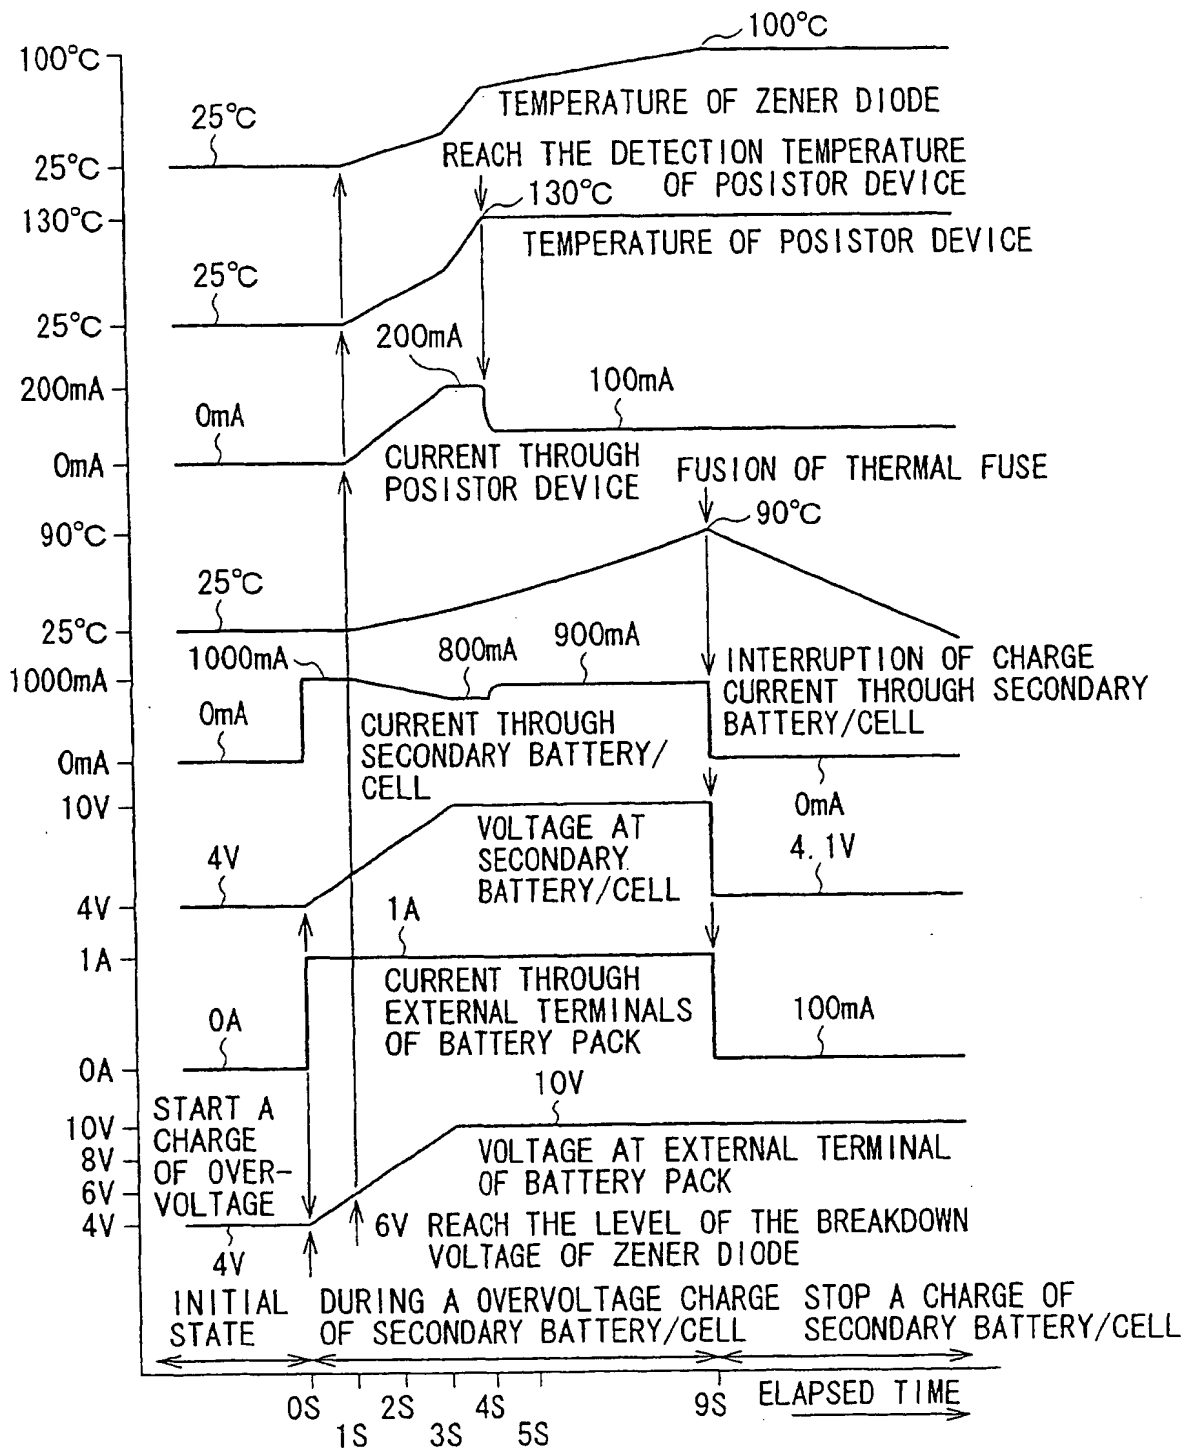 100°C
100°C
TEMPERATURE OF ZENER DIODE
25°C
25°C
REACH THE DETECTION TEMPERATURE
OF POSISTOR DEVICE
130°C
130°C
TEMPERATURE OF POSISTOR DEVICE
25°C
25°C
200mA
200mA
100mA
0mA
0mA
CURRENT THROUGH
POSISTOR DEVICE
FUSION OF THERMAL FUSE
90°C
90°C
25°C
25°C
1000mA
1000mA
800mA
900mA
INTERRUPTION OF CHARGE
CURRENT THROUGH SECONDARY
BATTERY/CELL
0mA
0mA
CURRENT THROUGH
SECONDARY BATTERY/
CELL
0mA
10V
VOLTAGE AT
SECONDARY
BATTERY/CELL
4.1V
4V
4V
1A
1A
CURRENT THROUGH
EXTERNAL TERMINALS
OF BATTERY PACK
0A
0A
100mA
START A
CHARGE
OF OVER-
VOLTAGE
10V
10V
8V
6V
4V
VOLTAGE AT EXTERNAL TERMINAL
OF BATTERY PACK
4V
6V REACH THE LEVEL OF THE BREAKDOWN
VOLTAGE OF ZENER DIODE
INITIAL
STATE
DURING A OVERVOLTAGE CHARGE
OF SECONDARY BATTERY/CELL
STOP A CHARGE OF
SECONDARY BATTERY/CELL
0S
1S
2S
3S
4S
5S
9S
ELAPSED TIME